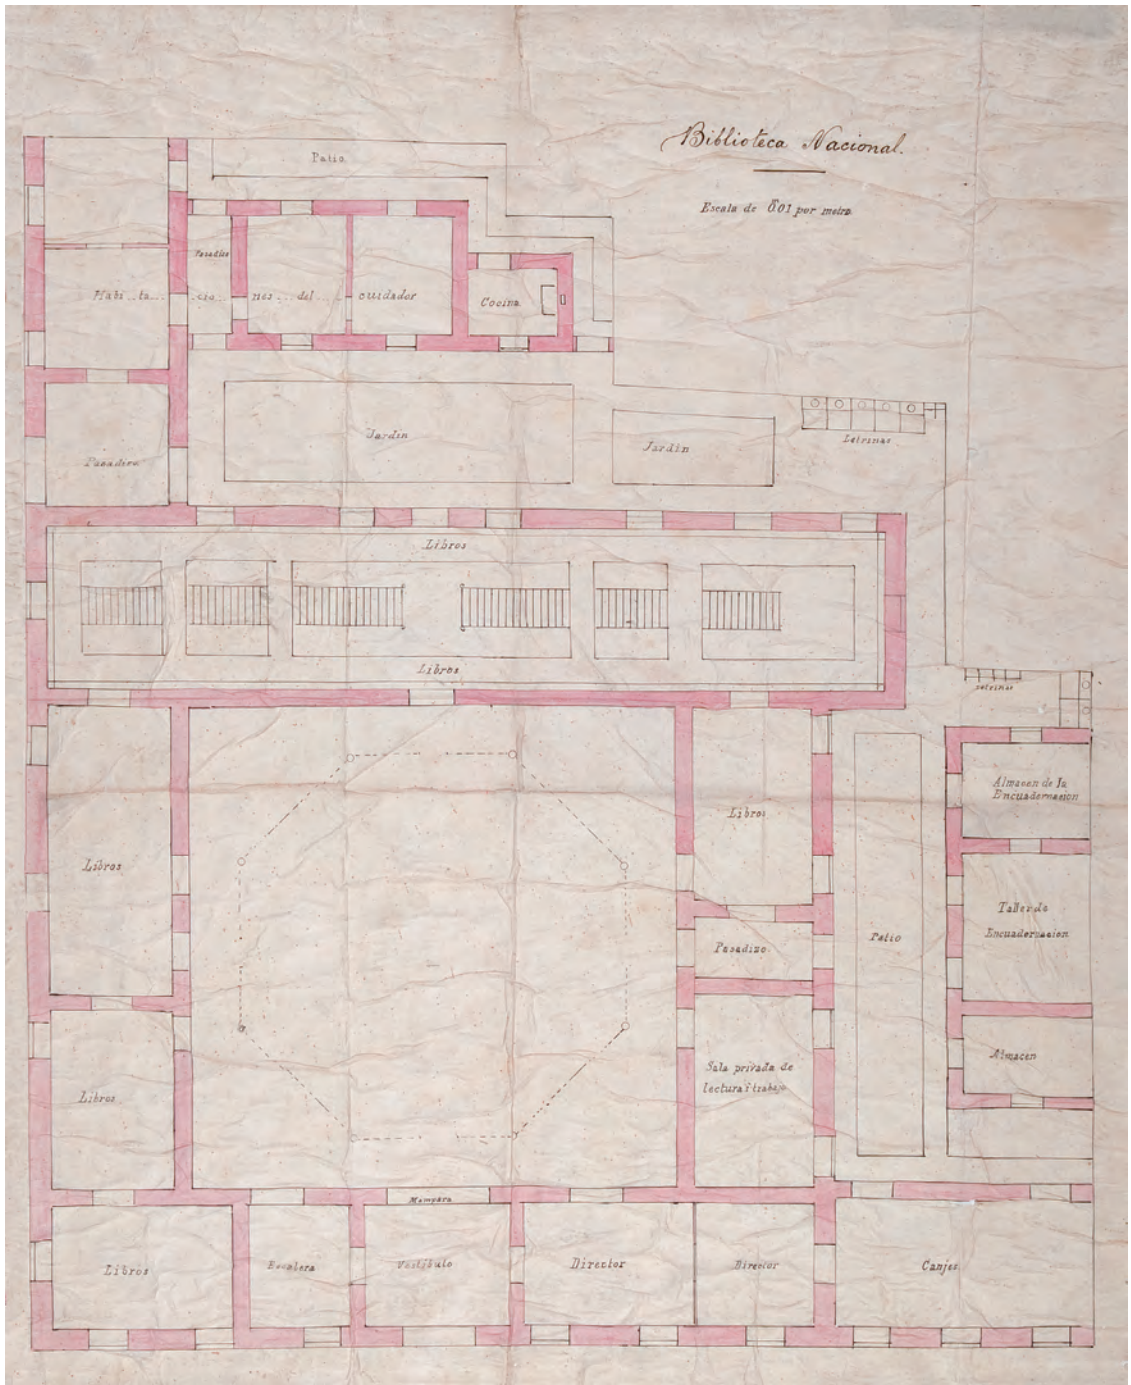 Biblioteca Nacional.
Escala de 0.m01 por metro
Patio
Pasadizo
Habi..ta....cio....nes...del....cuidador
Cocina
Jardin
Jardin
Letrinas
Pasadizo
Libros
Libros
Letrinas
Libros
Libros
Almacen de la
Encuadernacion
Patio
Taller de
Encuadernacion
Pasadizo.
Almacen
Sala privada de
lectura i trabajo
Libros
Mampara
Libros
Escalera
Vestibulo
Director
Director
Canjes